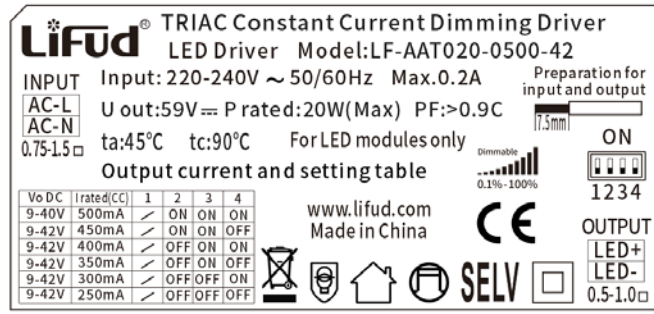 Lifud® TRIAC Constant Current Dimming Driver
LED Driver Model:LF-AAT020-0500-42
INPUT
AC-L
AC-N
0.75-1.5 □
Input: 220-240V ~ 50/60Hz Max.0.2A
U out:59V⎓ P rated:20W(Max) PF:>0.9C
ta:45°C tc:90°C For LED modules only
Output current and setting table
Preparation for
input and output
7.5mm
Dimmable
0.1%-100%
ON
1234
Vo DC I rated(CC) 1 2 3 4
9-40V 500mA ⟋ ON ON ON
9-42V 450mA ⟋ ON ON OFF
9-42V 400mA ⟋ OFF ON ON
9-42V 350mA ⟋ OFF ON OFF
9-42V 300mA ⟋ OFF OFF ON
9-42V 250mA ⟋ OFF OFF OFF
www.lifud.com
Made in China
CE
SELV
OUTPUT
LED+
LED-
0.5-1.0□